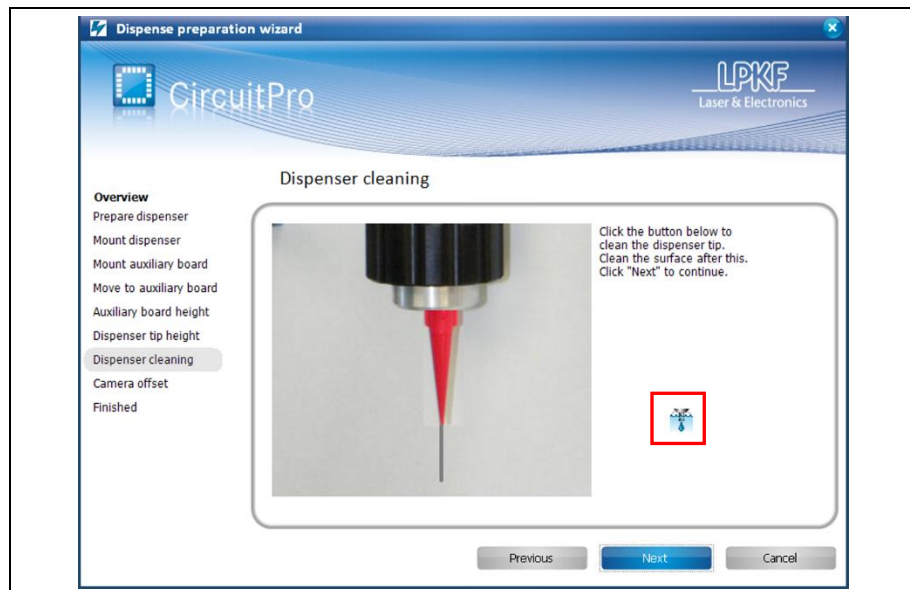 Dispense preparation wizard
CircuitPro
LPKF
Laser & Electronics
Dispenser cleaning
Overview
Prepare dispenser
Mount dispenser
Mount auxiliary board
Move to auxiliary board
Auxiliary board height
Dispenser tip height
Dispenser cleaning
Camera offset
Finished
Click the button below to
clean the dispenser tip.
Clean the surface after this.
Click "Next" to continue.
Previous
Next
Cancel